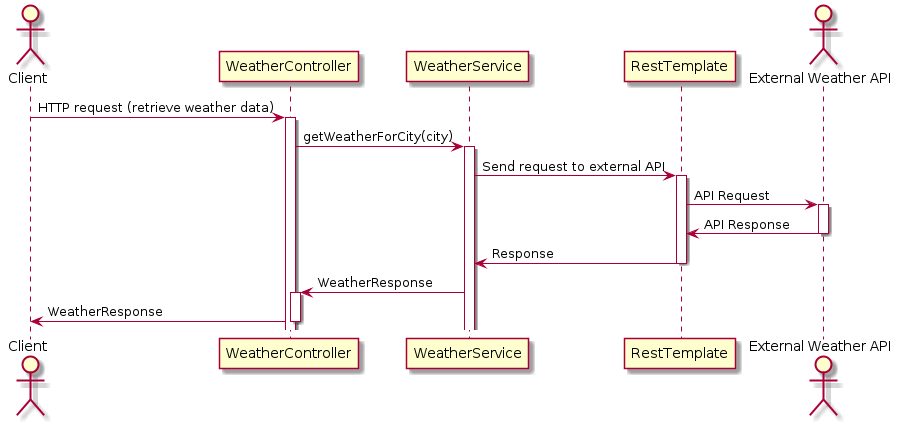 Client
WeatherController
WeatherService
RestTemplate
External Weather API
HTTP request (retrieve weather data)
getWeatherForCity(city)
Send request to external API
API Request
API Response
Response
WeatherResponse
WeatherResponse
Client
WeatherController
WeatherService
RestTemplate
External Weather API